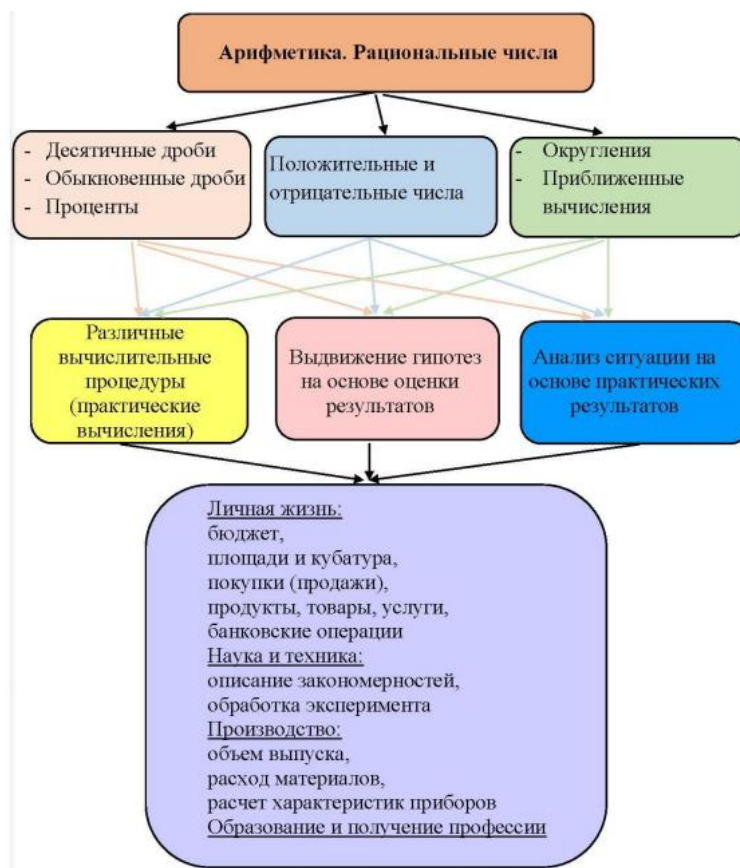 Арифметика. Рациональные числа
- Десятичные дроби
- Обыкновенные дроби
- Проценты
Положительные и
отрицательные числа
- Округления
- Приближенные
вычисления
Различные
вычислительные
процедуры
(практические
вычисления)
Выдвижение гипотез
на основе оценки
результатов
Анализ ситуации на
основе практических
результатов
Личная жизнь:
бюджет,
площади и кубатура,
покупки (продажи),
продукты, товары, услуги,
банковские операции
Наука и техника:
описание закономерностей,
обработка эксперимента
Производство:
объем выпуска,
расход материалов,
расчет характеристик приборов
Образование и получение профессии